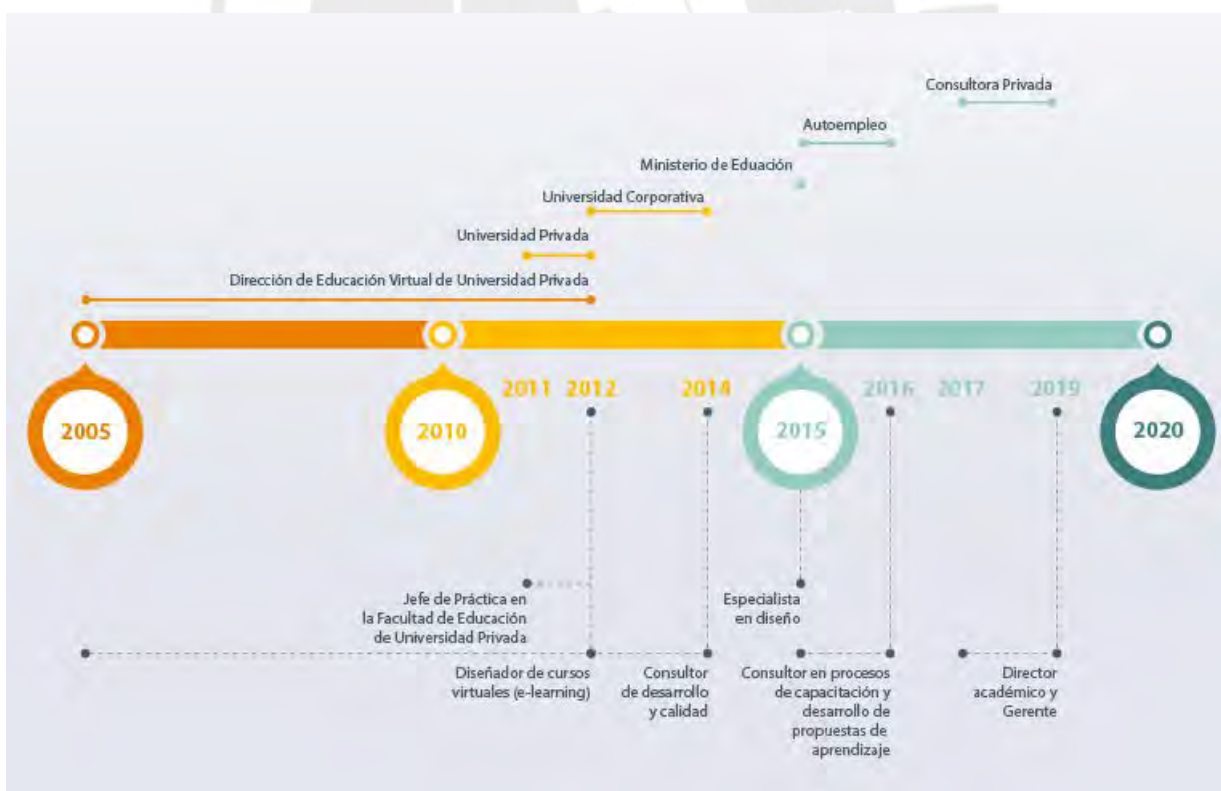 Consultora Privada
Autoempleo
Ministerio de Eduación
Universidad Corporativa
Universidad Privada
Dirección de Educación Virtual de Universidad Privada
2011 2012 2014 2016 2017 2019
2005 2010 2015 2020
Jefe de Práctica en
la Facultad de Educación
de Universidad Privada
Especialista
en diseño
Diseñador de cursos
virtuales (e-learning)
Consultor
de desarrollo
y calidad
Consultor en procesos
de capacitación y
desarrollo de
propuestas de
aprendizaje
Director
académico y
Gerente